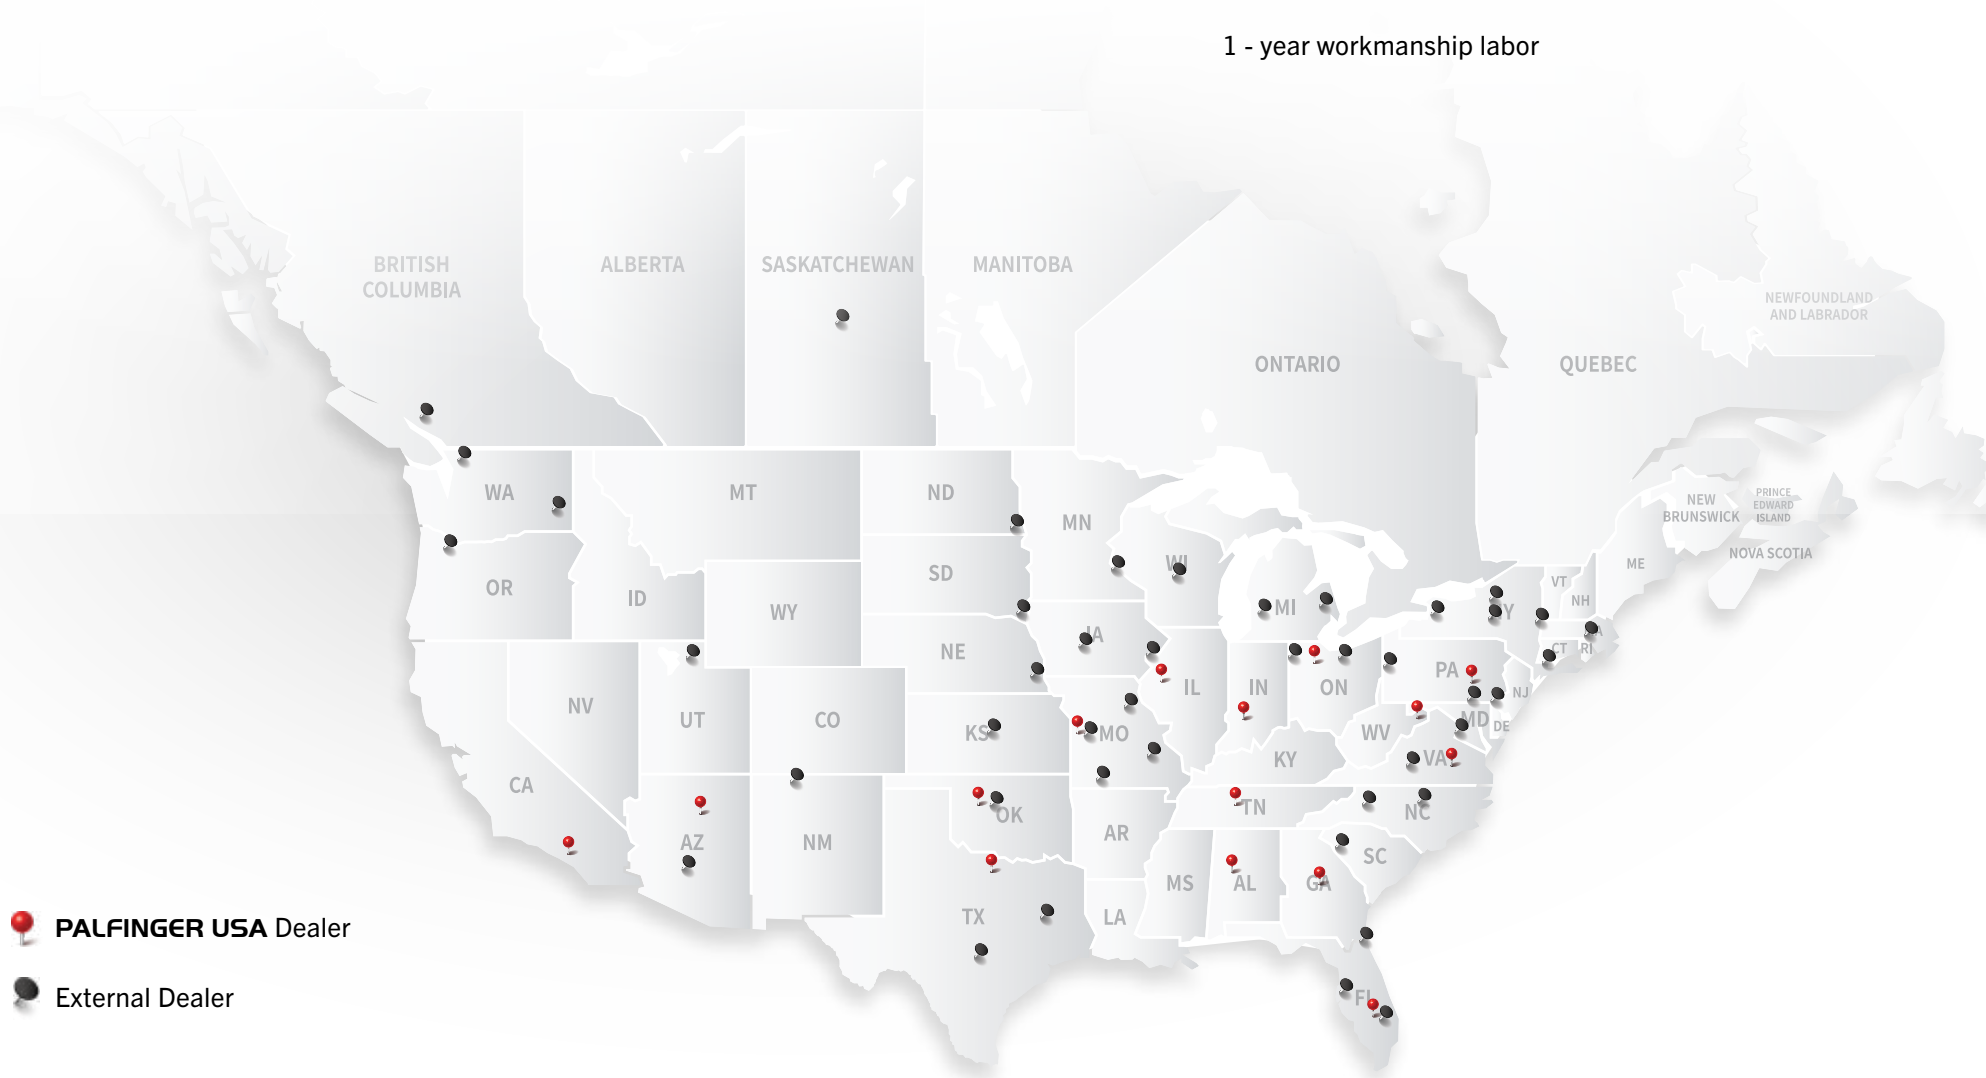 1 - year workmanship labor
BRITISH
COLUMBIA
ALBERTA
SASKATCHEWAN
MANITOBA
ONTARIO
QUEBEC
NEWFOUNDLAND
AND LABRADOR
NEW
BRUNSWICK
PRINCE
EDWARD
ISLAND
NOVA SCOTIA
WA
MT
ND
MN
WI
ME
VT
NH
OR
ID
WY
SD
MI
Y
NE
IA
A
CT
RI
NV
UT
CO
KS
MO
IL
IN
ON
PA
NJ
MD
DE
WV
VA
KY
CA
AZ
NM
OK
AR
TN
NC
SC
MS
AL
GA
TX
LA
FL
PALFINGER USA Dealer
External Dealer